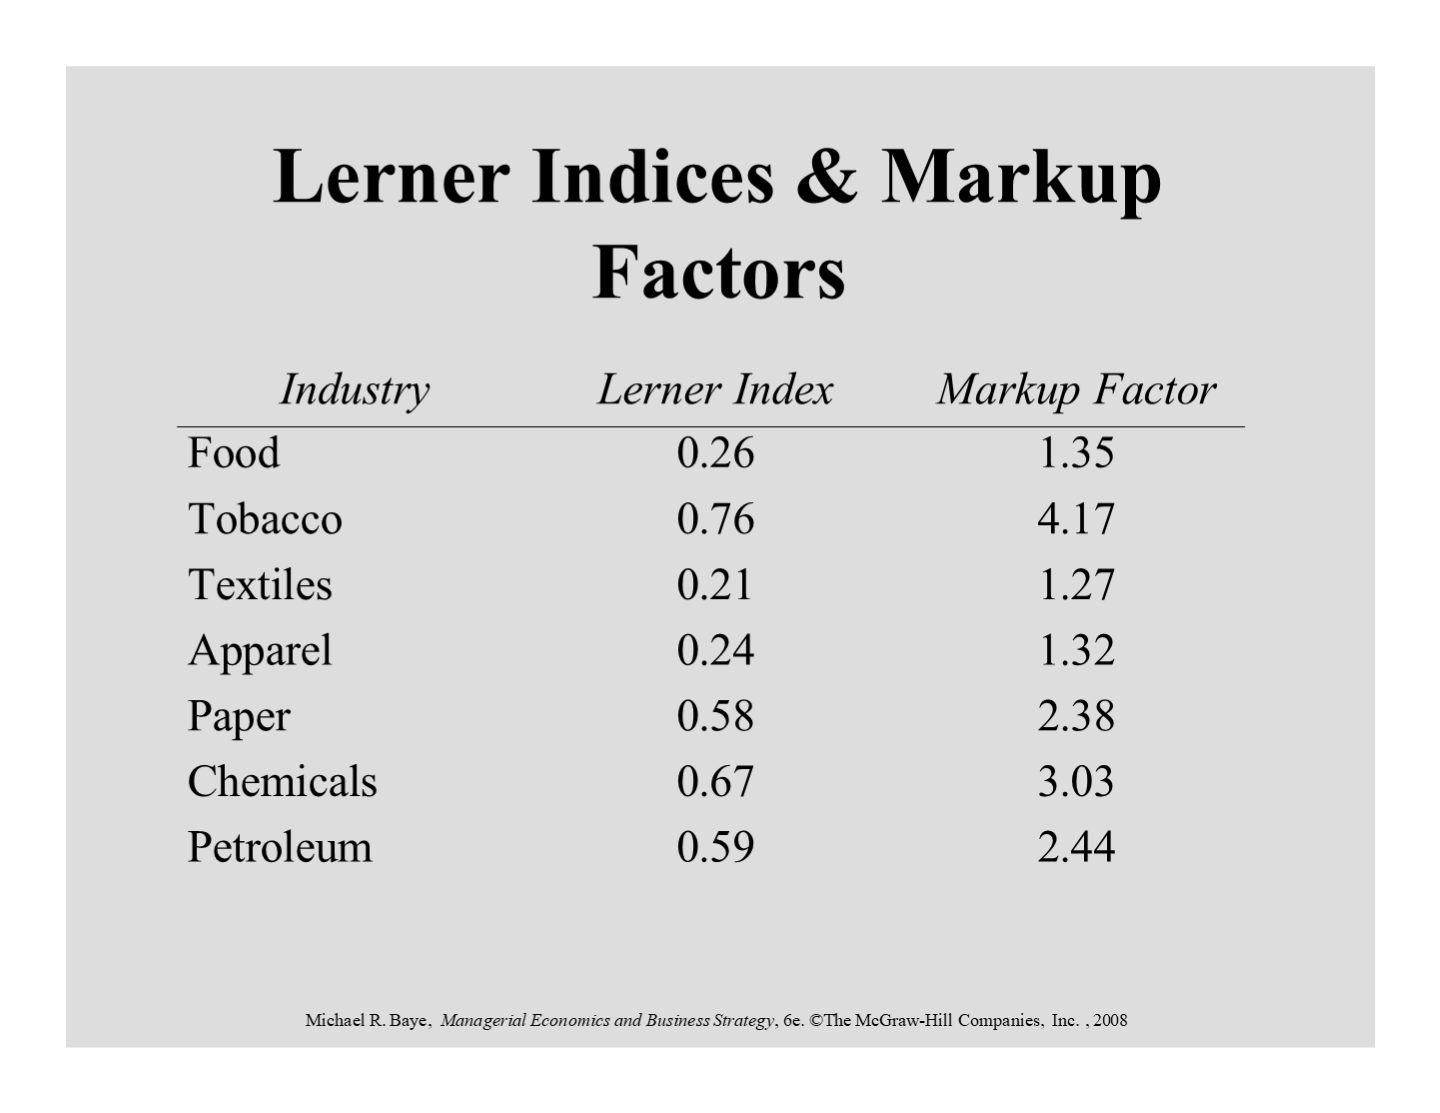 Lerner Indices & Markup
Factors
Industry Lerner Index Markup Factor
Food 0.26 1.35
Tobacco 0.76 4.17
Textiles 0.21 1.27
Apparel 0.24 1.32
Paper 0.58 2.38
Chemicals 0.67 3.03
Petroleum 0.59 2.44
Michael R. Baye, Managerial Economics and Business Strategy, 6e. ©The McGraw-Hill Companies, Inc. , 2008